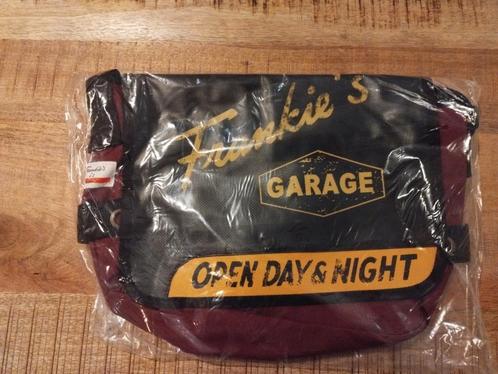 Frankie's
GARAGE
OPEN DAY & NIGHT